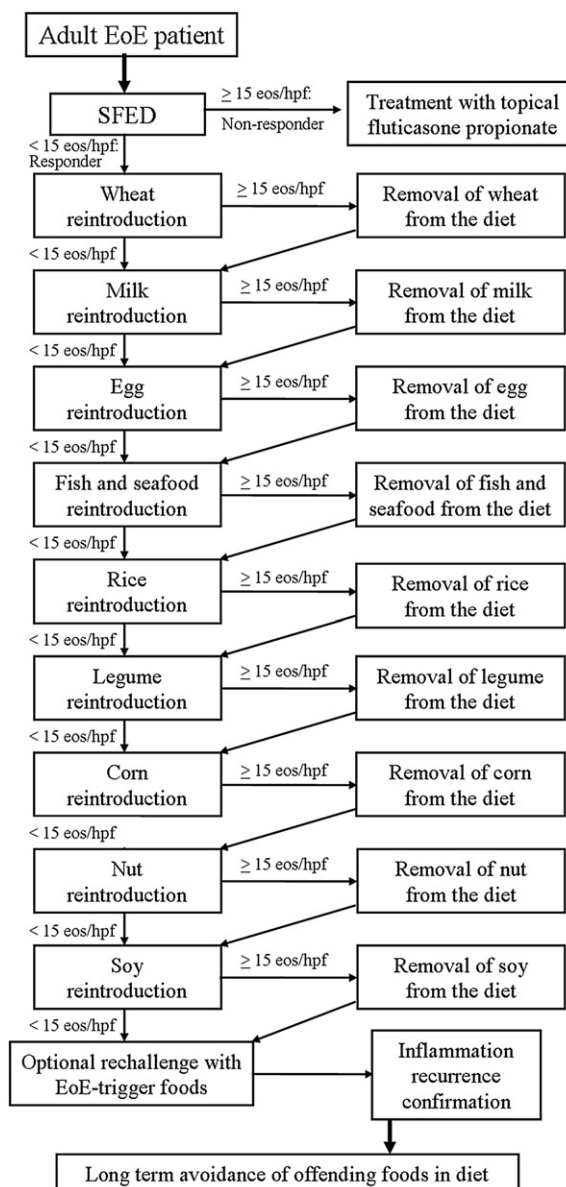 Adult EoE patient
SFED
≥ 15 eos/hpf:
Non-responder
Treatment with topical
fluticasone propionate
< 15 eos/hpf:
Responder
Wheat
reintroduction
≥ 15 eos/hpf
Removal of wheat
from the diet
< 15 eos/hpf
Milk
reintroduction
≥ 15 eos/hpf
Removal of milk
from the diet
< 15 eos/hpf
Egg
reintroduction
≥ 15 eos/hpf
Removal of egg
from the diet
< 15 eos/hpf
Fish and seafood
reintroduction
≥ 15 eos/hpf
Removal of fish and
seafood from the diet
< 15 eos/hpf
Rice
reintroduction
≥ 15 eos/hpf
Removal of rice
from the diet
< 15 eos/hpf
Legume
reintroduction
≥ 15 eos/hpf
Removal of legume
from the diet
< 15 eos/hpf
Corn
reintroduction
≥ 15 eos/hpf
Removal of corn
from the diet
< 15 eos/hpf
Nut
reintroduction
≥ 15 eos/hpf
Removal of nut
from the diet
< 15 eos/hpf
Soy
reintroduction
≥ 15 eos/hpf
Removal of soy
from the diet
< 15 eos/hpf
Optional rechallenge with
EoE-trigger foods
Inflammation
recurrence
confirmation
Long term avoidance of offending foods in diet